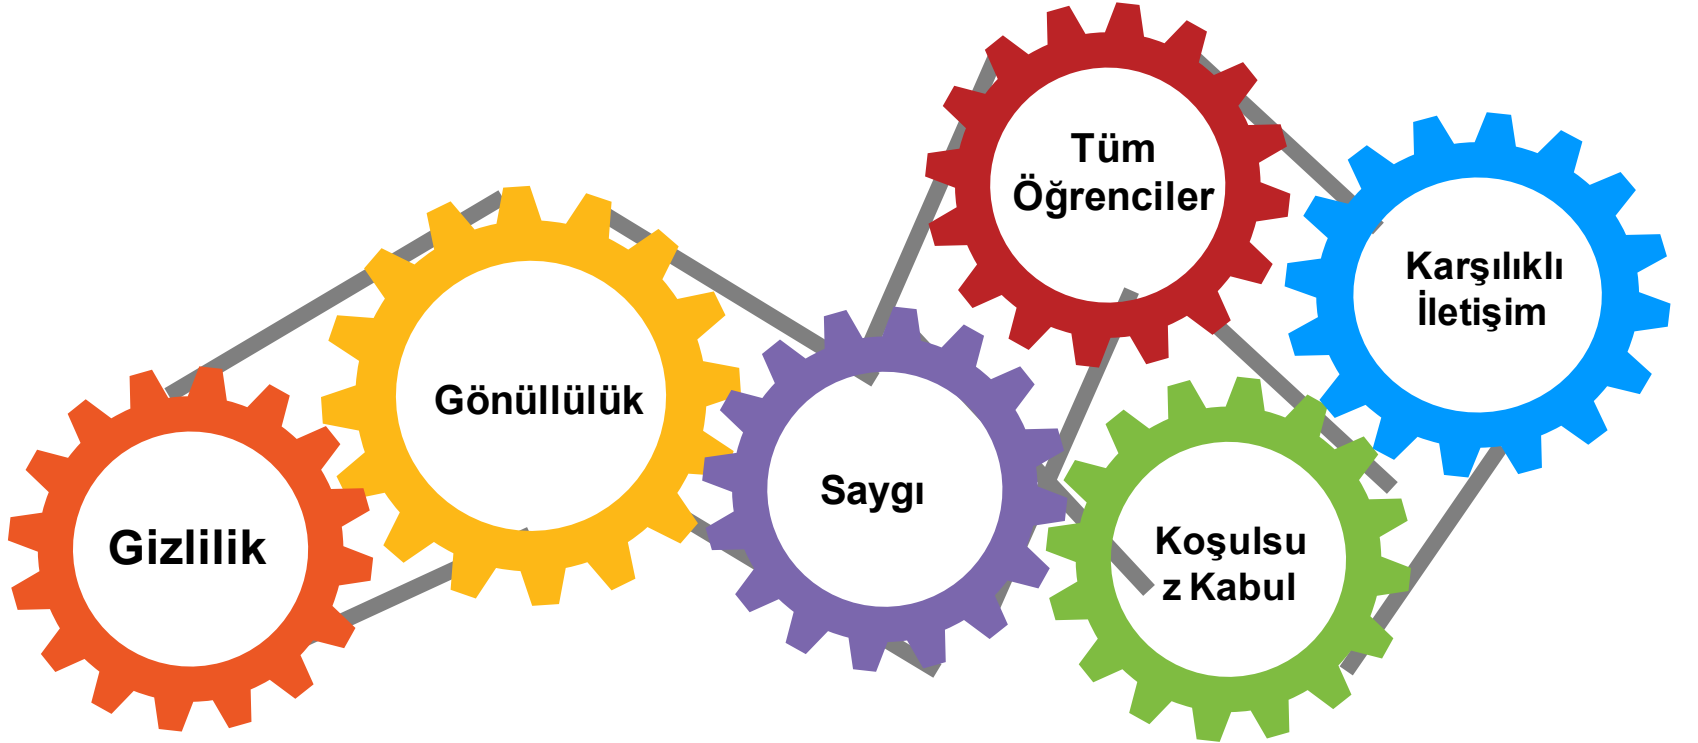 Gizlilik
Gönüllülük
Saygı
Tüm
Öğrenciler
Koşulsu
z Kabul
Karşılıklı
İletişim